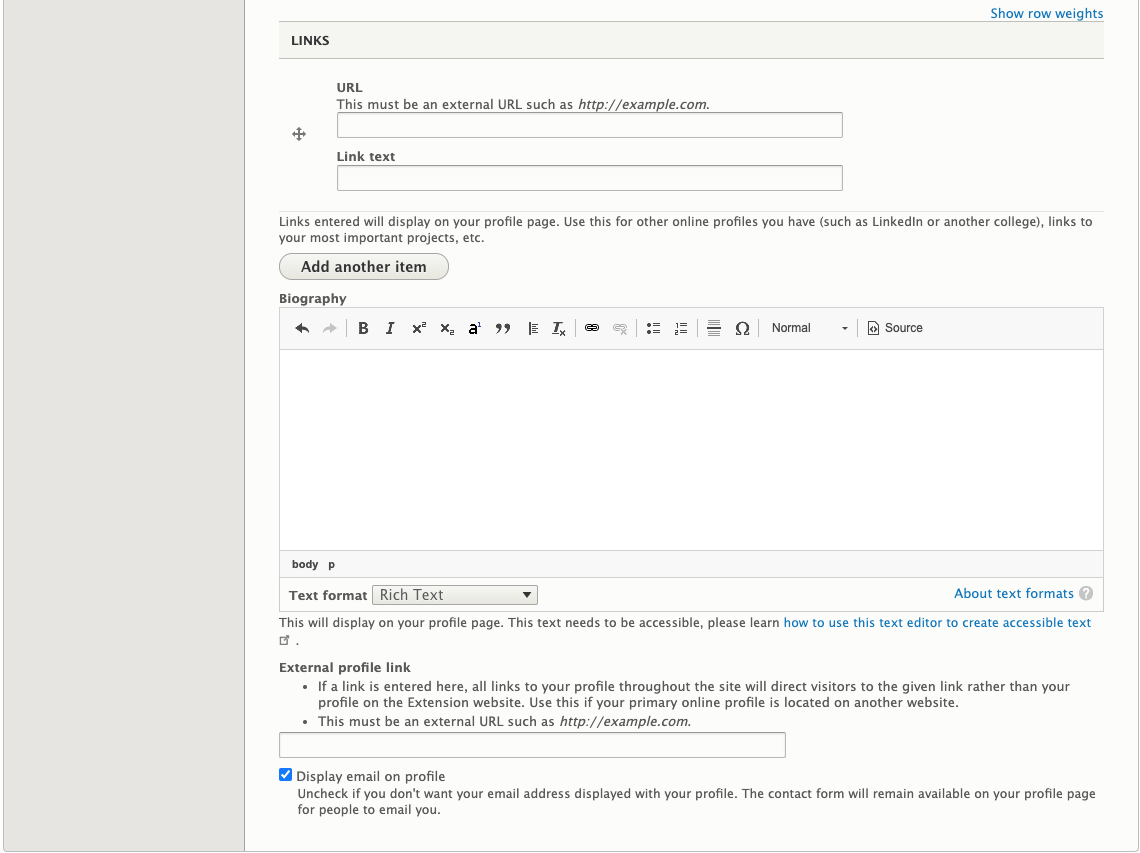 Show row weights
LINKS
URL
This must be an external URL such as http://example.com.
Link text
Links entered will display on your profile page. Use this for other online profiles you have (such as LinkedIn or another college), links to
your most important projects, etc.
Add another item
Biography
B I x² x₂ a¹ ” Ix Ω Normal Source
body p
Text format Rich Text About text formats ?
This will display on your profile page. This text needs to be accessible, please learn how to use this text editor to create accessible text
.
External profile link
• If a link is entered here, all links to your profile throughout the site will direct visitors to the given link rather than your
profile on the Extension website. Use this if your primary online profile is located on another website.
• This must be an external URL such as http://example.com.
Display email on profile
Uncheck if you don't want your email address displayed with your profile. The contact form will remain available on your profile page
for people to email you.